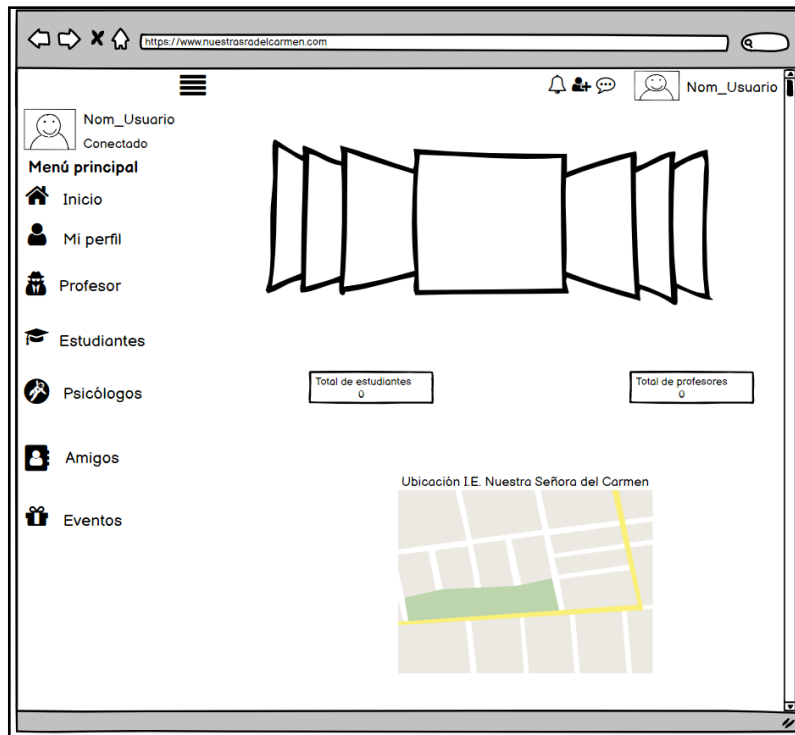 https://www.nuestrasradelcarmen.com
Nom_Usuario
Nom_Usuario
Conectado
Menú principal
Inicio
Mi perfil
Profesor
Estudiantes
Psicólogos
Amigos
Eventos
Total de estudiantes
0
Total de profesores
0
Ubicación I.E. Nuestra Señora del Carmen